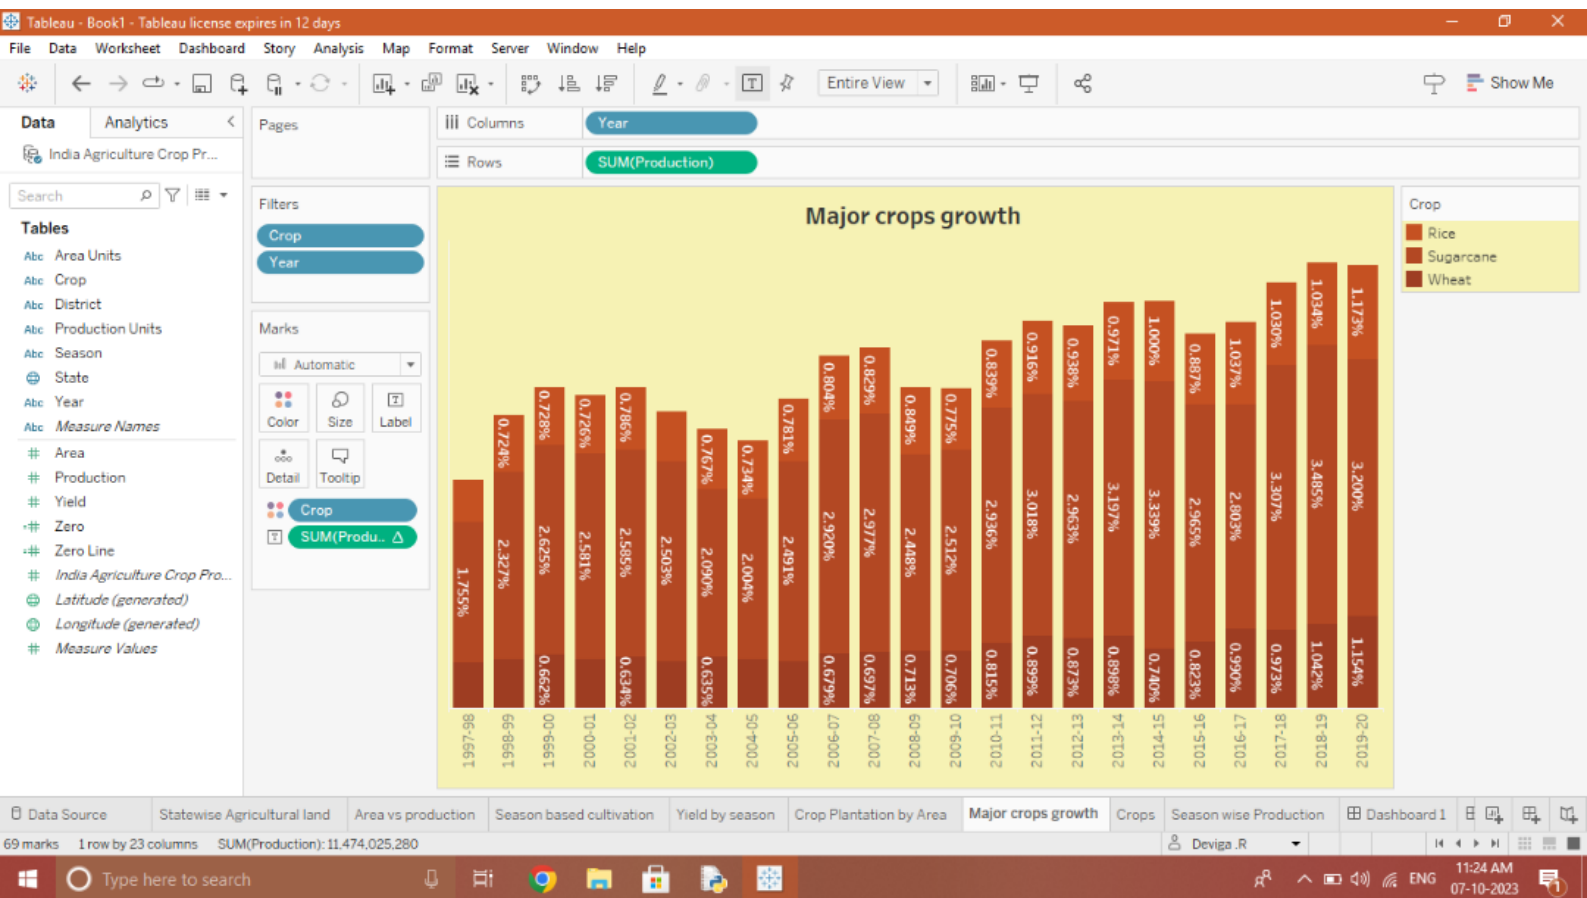 Tableau - Book1 - Tableau license expires in 12 days
File Data Worksheet Dashboard Story Analysis Map Format Server Window Help
Entire View
Show Me
Data Analytics
India Agriculture Crop Pr...
Search
Tables
Abc Area Units
Abc Crop
Abc District
Abc Production Units
Abc Season
State
Abc Year
Abc Measure Names
# Area
# Production
# Yield
=# Zero
=# Zero Line
# India Agriculture Crop Pro...
Latitude (generated)
Longitude (generated)
# Measure Values
Pages
Filters
Crop
Year
Marks
Automatic
Color Size Label
Detail Tooltip
Crop
SUM(Produ.. Δ
Columns Year
Rows SUM(Production)
Major crops growth
1.755%
0.724%
2.327%
0.728%
2.625%
0.662%
0.726%
2.581%
0.786%
2.585%
0.634%
2.503%
0.767%
2.090%
0.635%
0.734%
2.004%
0.781%
2.491%
0.804%
2.920%
0.679%
0.829%
2.977%
0.697%
0.849%
2.448%
0.713%
0.775%
2.512%
0.706%
0.839%
2.936%
0.815%
0.916%
3.018%
0.899%
0.938%
2.963%
0.873%
0.971%
3.197%
0.898%
1.000%
3.339%
0.740%
0.887%
2.965%
0.823%
1.037%
2.803%
0.990%
1.030%
3.307%
0.973%
1.034%
3.485%
1.042%
1.173%
3.200%
1.154%
1997-98
1998-99
1999-00
2000-01
2001-02
2002-03
2003-04
2004-05
2005-06
2006-07
2007-08
2008-09
2009-10
2010-11
2011-12
2012-13
2013-14
2014-15
2015-16
2016-17
2017-18
2018-19
2019-20
Crop
Rice
Sugarcane
Wheat
Data Source Statewise Agricultural land Area vs production Season based cultivation Yield by season Crop Plantation by Area Major crops growth Crops Season wise Production Dashboard 1
69 marks 1 row by 23 columns SUM(Production): 11,474,025,280 Deviga .R
Type here to search
ENG
11:24 AM
07-10-2023
1